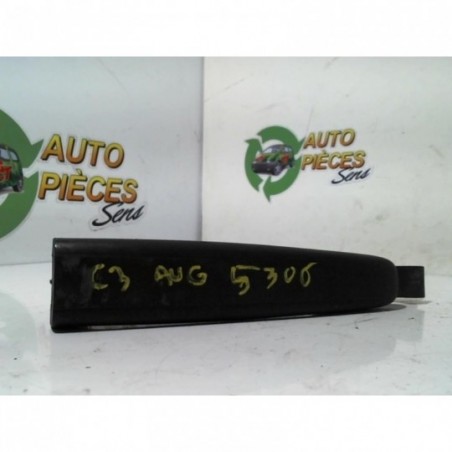 AUTO
PIÈCES
Sens
AUTO
PIÈCES
Sens
C3 AVG 5306